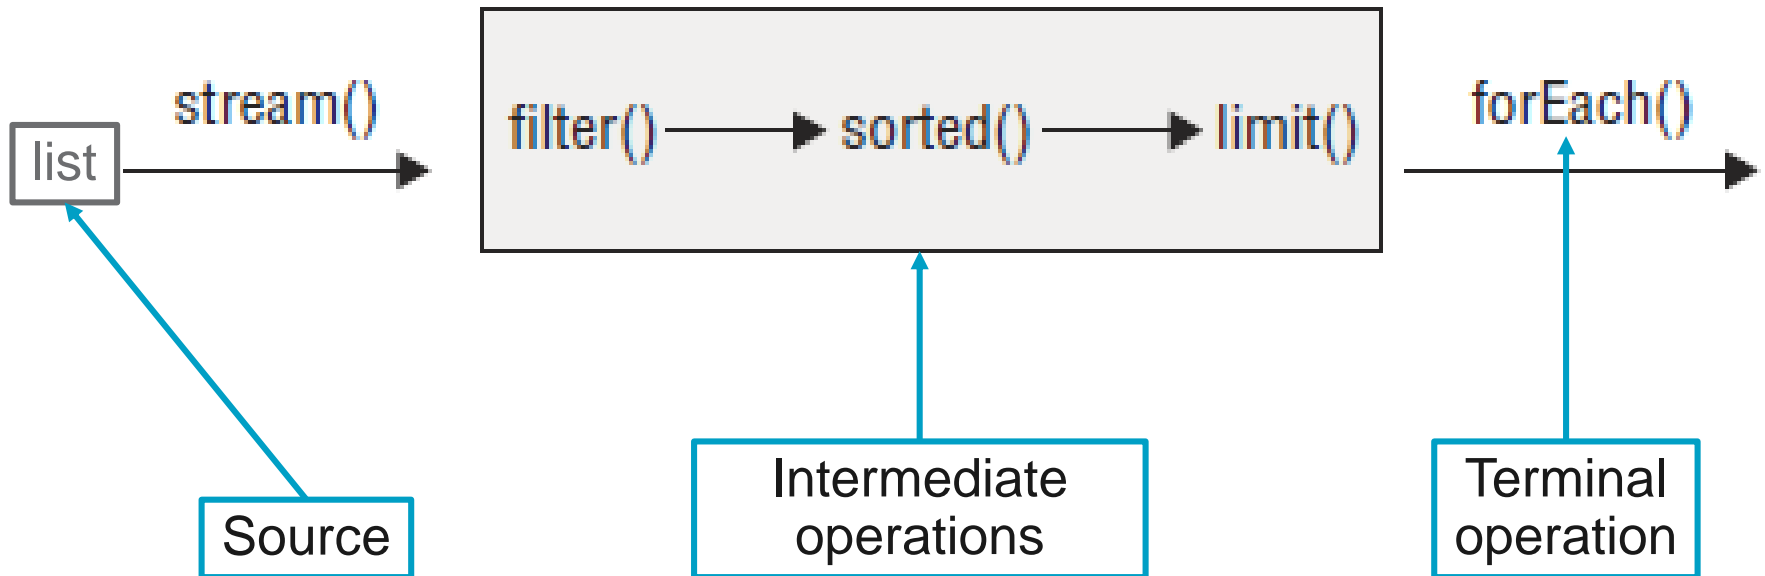 stream()
list
filter() sorted() limit()
forEach()
Source
Intermediate
operations
Terminal
operation